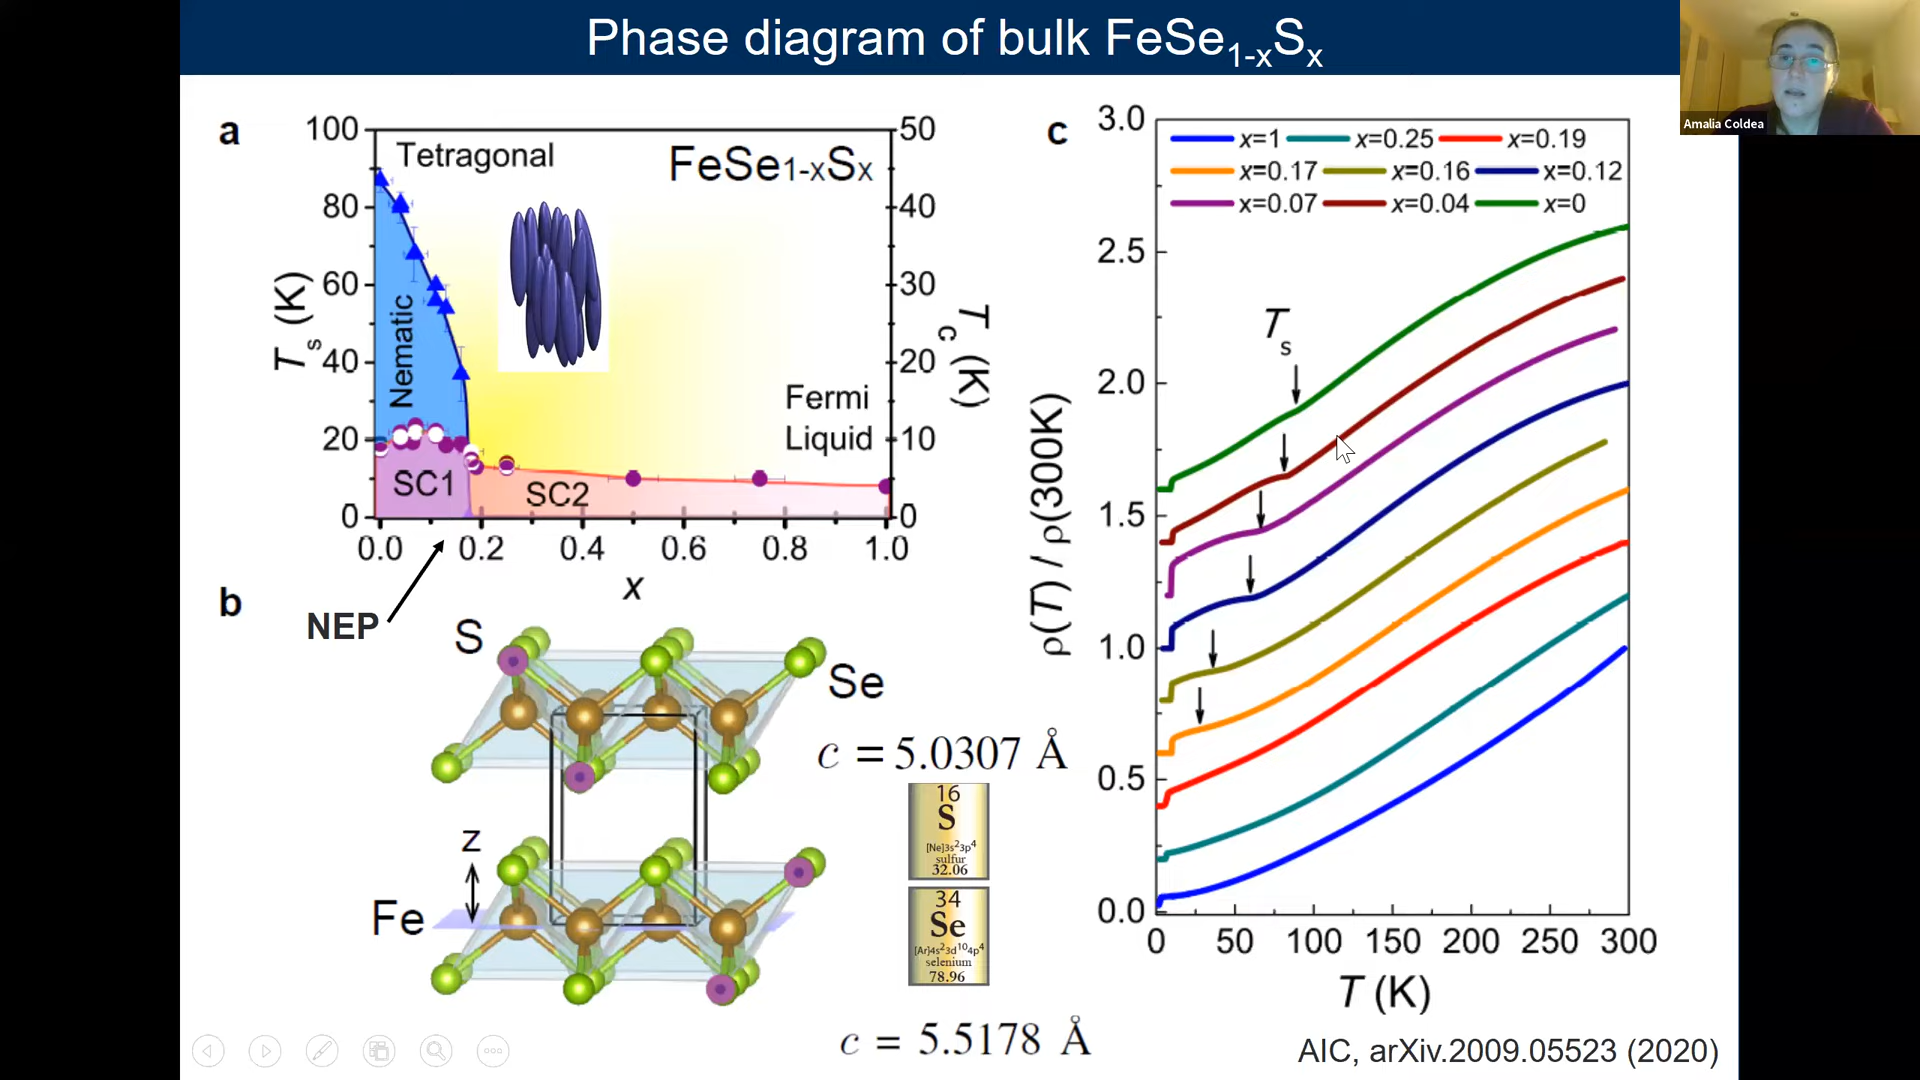 Phase diagram of bulk FeSe1-xSx
Amalia Coldea
a
100
80
60
40
20
0
Ts (K)
Tetragonal
FeSe1-xSx
Nematic
SC1
SC2
Fermi
Liquid
50
40
30
20
10
0
Tc (K)
0.0 0.2 0.4 0.6 0.8 1.0
x
NEP
b
S
Se
z
Fe
c = 5.0307 Å
16
S
[Ne]3s²3p⁴
sulfur
32.06
34
Se
[Ar]4s²3d¹⁰4p⁴
selenium
78.96
c = 5.5178 Å
c
x=1 x=0.25 x=0.19
x=0.17 x=0.16 x=0.12
x=0.07 x=0.04 x=0
3.0
2.5
2.0
1.5
1.0
0.5
0.0
ρ(T) / ρ(300K)
Ts
0 50 100 150 200 250 300
T (K)
AIC, arXiv.2009.05523 (2020)